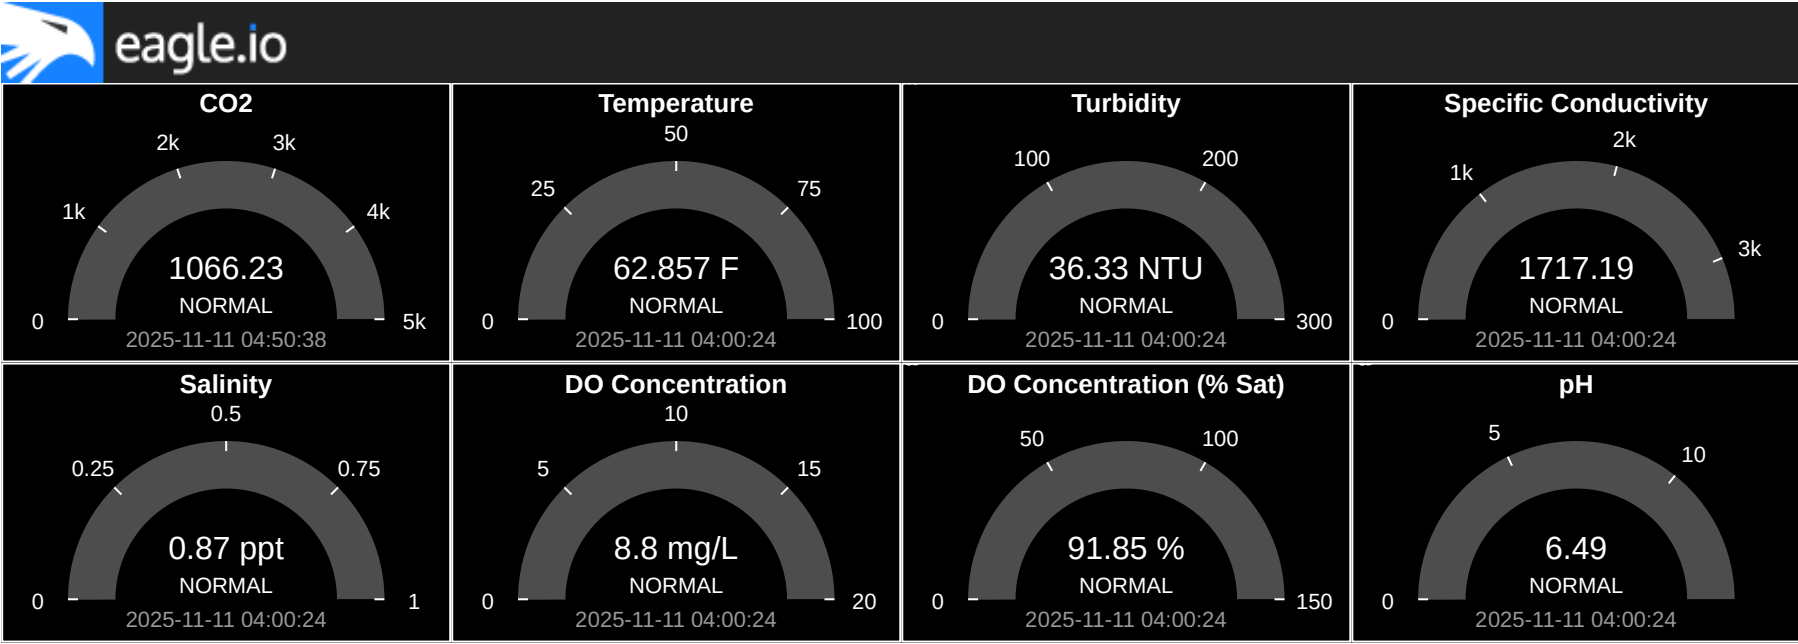 eagle.io
CO2
2k
3k
1k
4k
1066.23
NORMAL
0
5k
2025-11-11 04:50:38
Temperature
50
25
75
62.857 F
NORMAL
0
100
2025-11-11 04:00:24
Turbidity
100
200
36.33 NTU
NORMAL
0
300
2025-11-11 04:00:24
Specific Conductivity
2k
1k
3k
1717.19
NORMAL
0
2025-11-11 04:00:24
Salinity
0.5
0.25
0.75
0.87 ppt
NORMAL
0
1
2025-11-11 04:00:24
DO Concentration
10
5
15
8.8 mg/L
NORMAL
0
20
2025-11-11 04:00:24
DO Concentration (% Sat)
50
100
91.85 %
NORMAL
0
150
2025-11-11 04:00:24
pH
5
10
6.49
NORMAL
0
2025-11-11 04:00:24